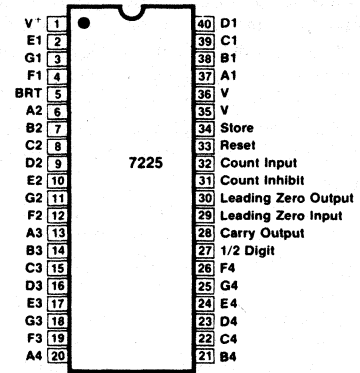 V+ 1 40 D1
E1 2 39 C1
G1 3 38 B1
F1 4 37 A1
BRT 5 36 V
A2 6 35 V
B2 7 34 Store
C2 8 33 Reset
D2 9 7225 32 Count Input
E2 10 31 Count Inhibit
G2 11 30 Leading Zero Output
F2 12 29 Leading Zero Input
A3 13 28 Carry Output
B3 14 27 1/2 Digit
C3 15 26 F4
D3 16 25 G4
E3 17 24 E4
G3 18 23 D4
F3 19 22 C4
A4 20 21 B4